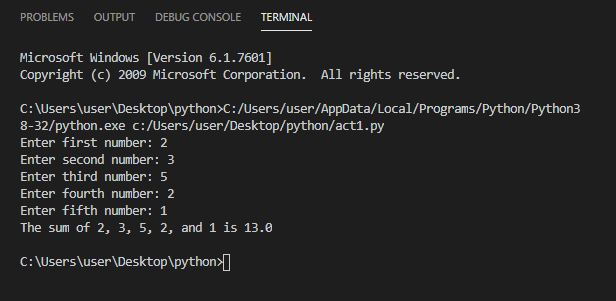 PROBLEMS OUTPUT DEBUG CONSOLE TERMINAL
Microsoft Windows [Version 6.1.7601]
Copyright (c) 2009 Microsoft Corporation.  All rights reserved.
C:\Users\user\Desktop\python>C:/Users/user/AppData/Local/Programs/Python/Python3
8-32/python.exe c:/Users/user/Desktop/python/act1.py
Enter first number: 2
Enter second number: 3
Enter third number: 5
Enter fourth number: 2
Enter fifth number: 1
The sum of 2, 3, 5, 2, and 1 is 13.0
C:\Users\user\Desktop\python>